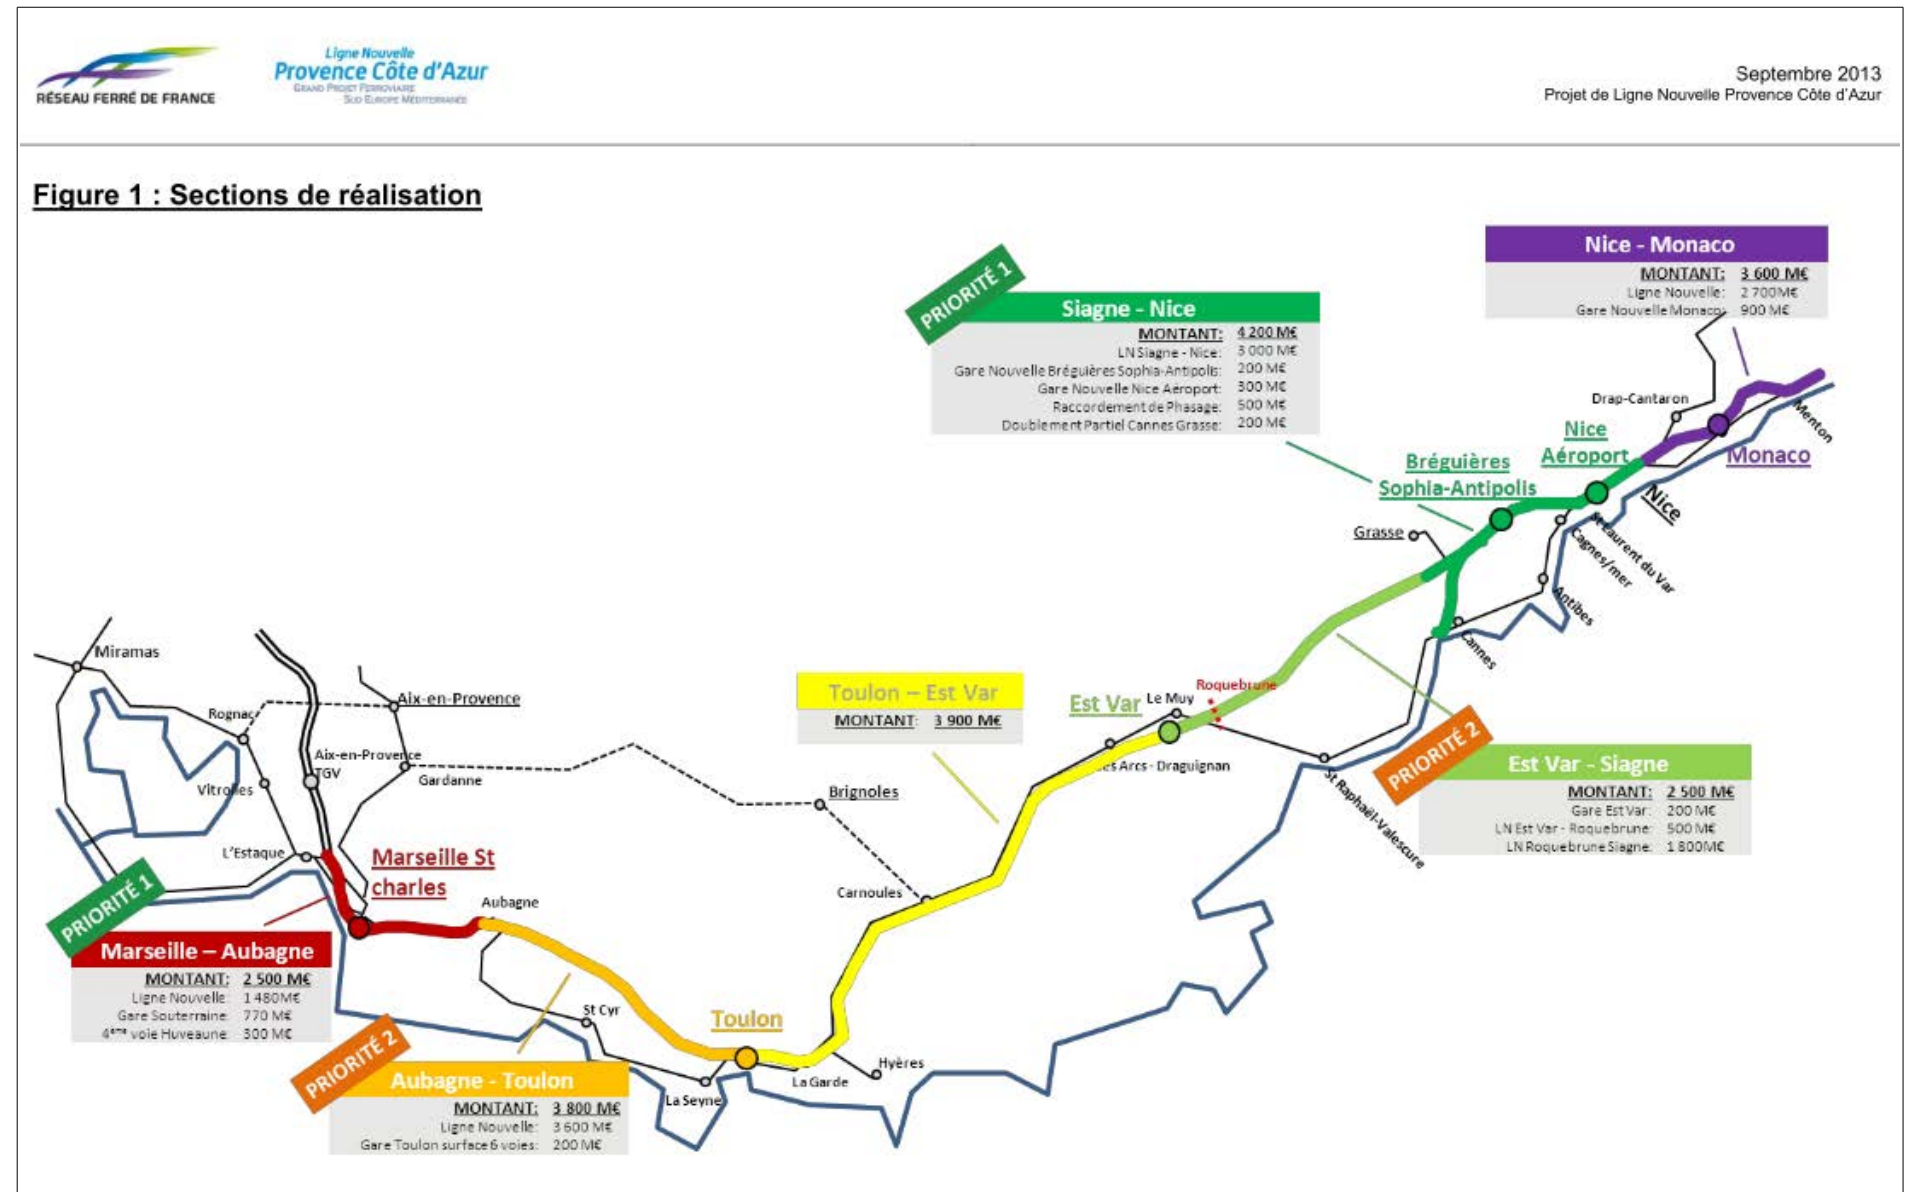 RÉSEAU FERRÉ DE FRANCE
Ligne Nouvelle
Provence Côte d'Azur
GRAND PROJET FERROVIAIRE
SUD EUROPE MÉDITERRANÉE
Septembre 2013
Projet de Ligne Nouvelle Provence Côte d'Azur
Figure 1 : Sections de réalisation
Nice - Monaco
MONTANT: 3 600 M€
Ligne Nouvelle: 2 700M€
Gare Nouvelle Monaco: 900 M€
PRIORITÉ 1
Siagne - Nice
MONTANT: 4 200 M€
LN Siagne - Nice: 3 000 M€
Gare Nouvelle Bréguières Sophia-Antipolis: 200 M€
Gare Nouvelle Nice Aéroport: 300 M€
Raccordement de Phasage: 500 M€
Doublement Partiel Cannes Grasse: 200 M€
Drap-Cantaron
Menton
Nice
Aéroport
Monaco
Bréguières
Sophia-Antipolis
Nice
Grasse
St Laurent du Var
Cagnes/mer
Antibes
Cannes
Miramas
Aix-en-Provence
Rognac
Aix-en-Provence
TGV
Gardanne
Vitrolles
Brignoles
L'Estaque
Toulon – Est Var
MONTANT: 3 900 M€
Est Var
Le Muy
Roquebrune
es Arcs - Draguignan
St Raphaël-Valescure
PRIORITÉ 2
Est Var - Siagne
MONTANT: 2 500 M€
Gare Est Var: 200 M€
LN Est Var - Roquebrune: 500 M€
LN Roquebrune Siagne: 1 800M€
Marseille St
charles
Carnoules
Aubagne
PRIORITÉ 1
Marseille – Aubagne
MONTANT: 2 500 M€
Ligne Nouvelle: 1 480M€
Gare Souterraine: 770 M€
4ème voie Huveaune: 300 M€
St Cyr
Toulon
Hyères
La Garde
La Seyne
PRIORITÉ 2
Aubagne - Toulon
MONTANT: 3 800 M€
Ligne Nouvelle: 3 600 M€
Gare Toulon surface 6 voies: 200 M€